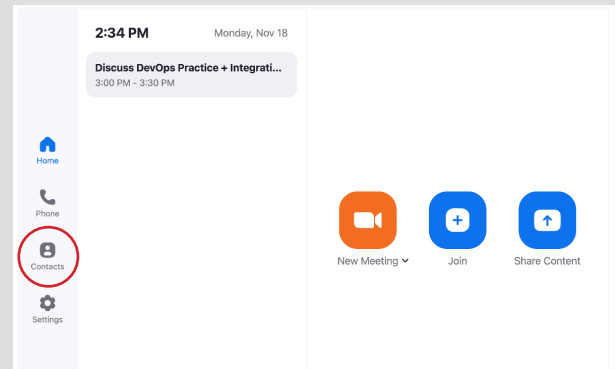 2:34 PM
Monday, Nov 18
Discuss DevOps Practice + Integrati...
3:00 PM - 3:30 PM
Home
Phone
Contacts
Settings
New Meeting
Join
Share Content